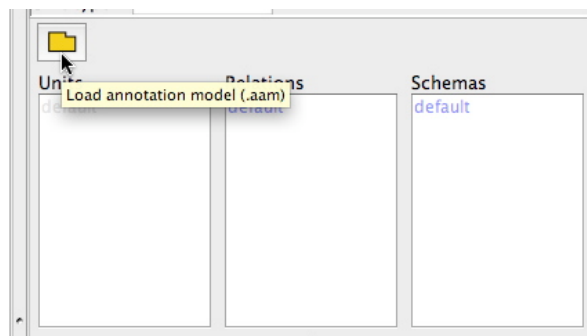 Units Relations Schemas
Load annotation model (.aam)
default default default